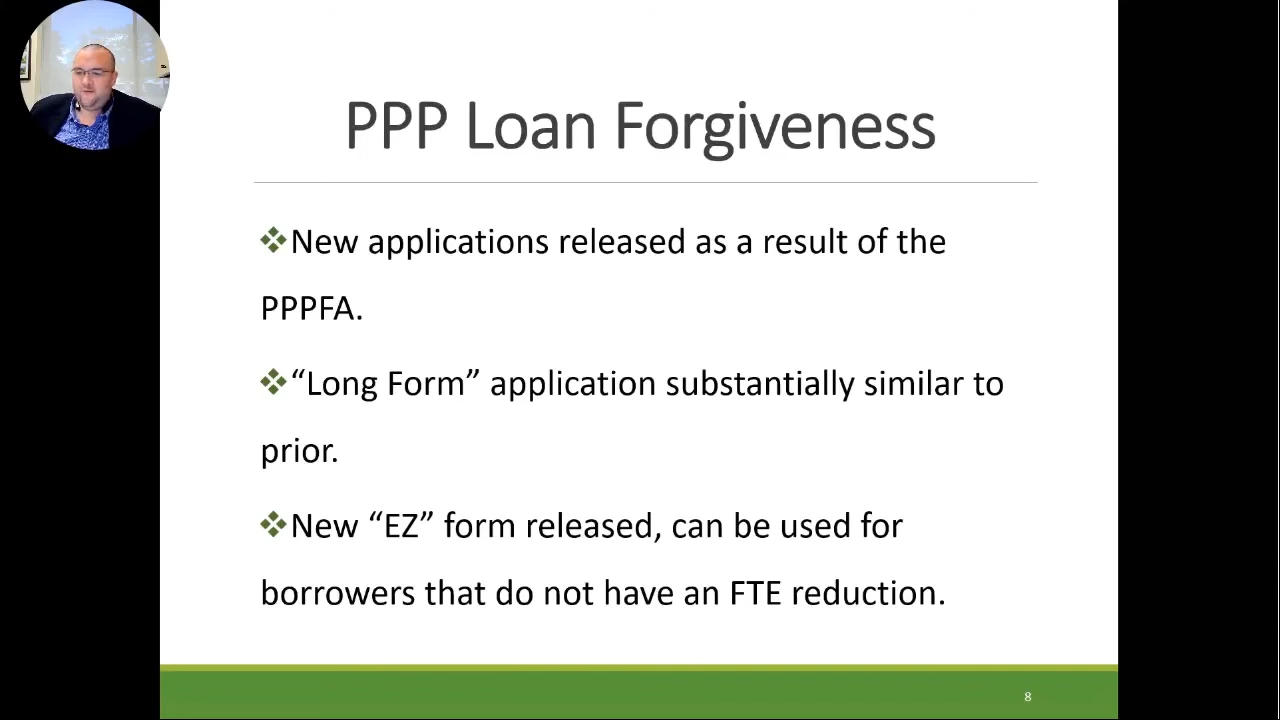 PPP Loan Forgiveness
❖New applications released as a result of the
PPPFA.
❖“Long Form” application substantially similar to
prior.
❖New “EZ” form released, can be used for
borrowers that do not have an FTE reduction.
8